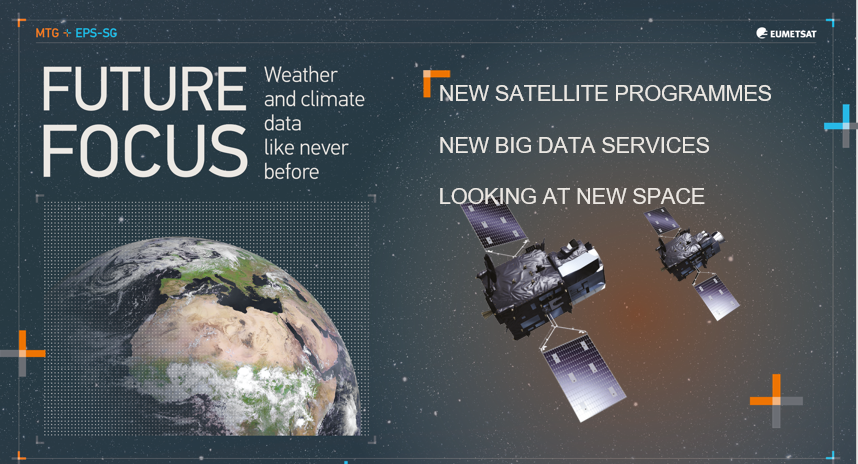 MTG + EPS-SG
EUMETSAT
FUTURE
FOCUS
Weather
and climate
data
like never
before
NEW SATELLITE PROGRAMMES
NEW BIG DATA SERVICES
LOOKING AT NEW SPACE